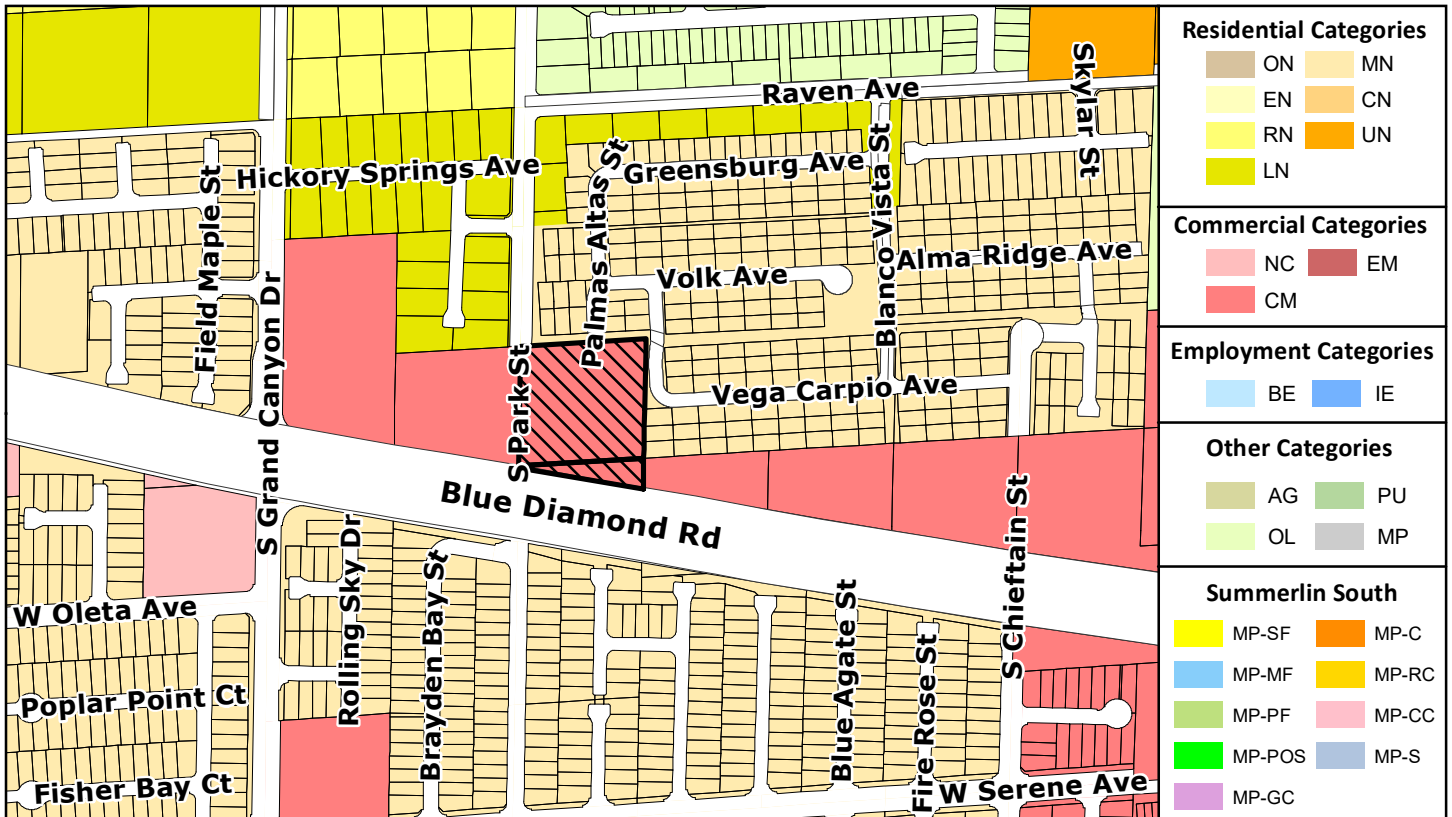 Raven Ave
Skylar St
Hickory Springs Ave
Greensburg Ave
Field Maple St
Palmas Altas St
Blanco Vista St
Alma Ridge Ave
Volk Ave
S Grand Canyon Dr
S Park St
Vega Carpio Ave
Blue Diamond Rd
S Chieftain St
Rolling Sky Dr
Brayden Bay St
Blue Agate St
Fire Rose St
W Oleta Ave
Poplar Point Ct
Fisher Bay Ct
W Serene Ave
Residential Categories
ON MN
EN CN
RN UN
LN
Commercial Categories
NC EM
CM
Employment Categories
BE IE
Other Categories
AG PU
OL MP
Summerlin South
MP-SF MP-C
MP-MF MP-RC
MP-PF MP-CC
MP-POS MP-S
MP-GC